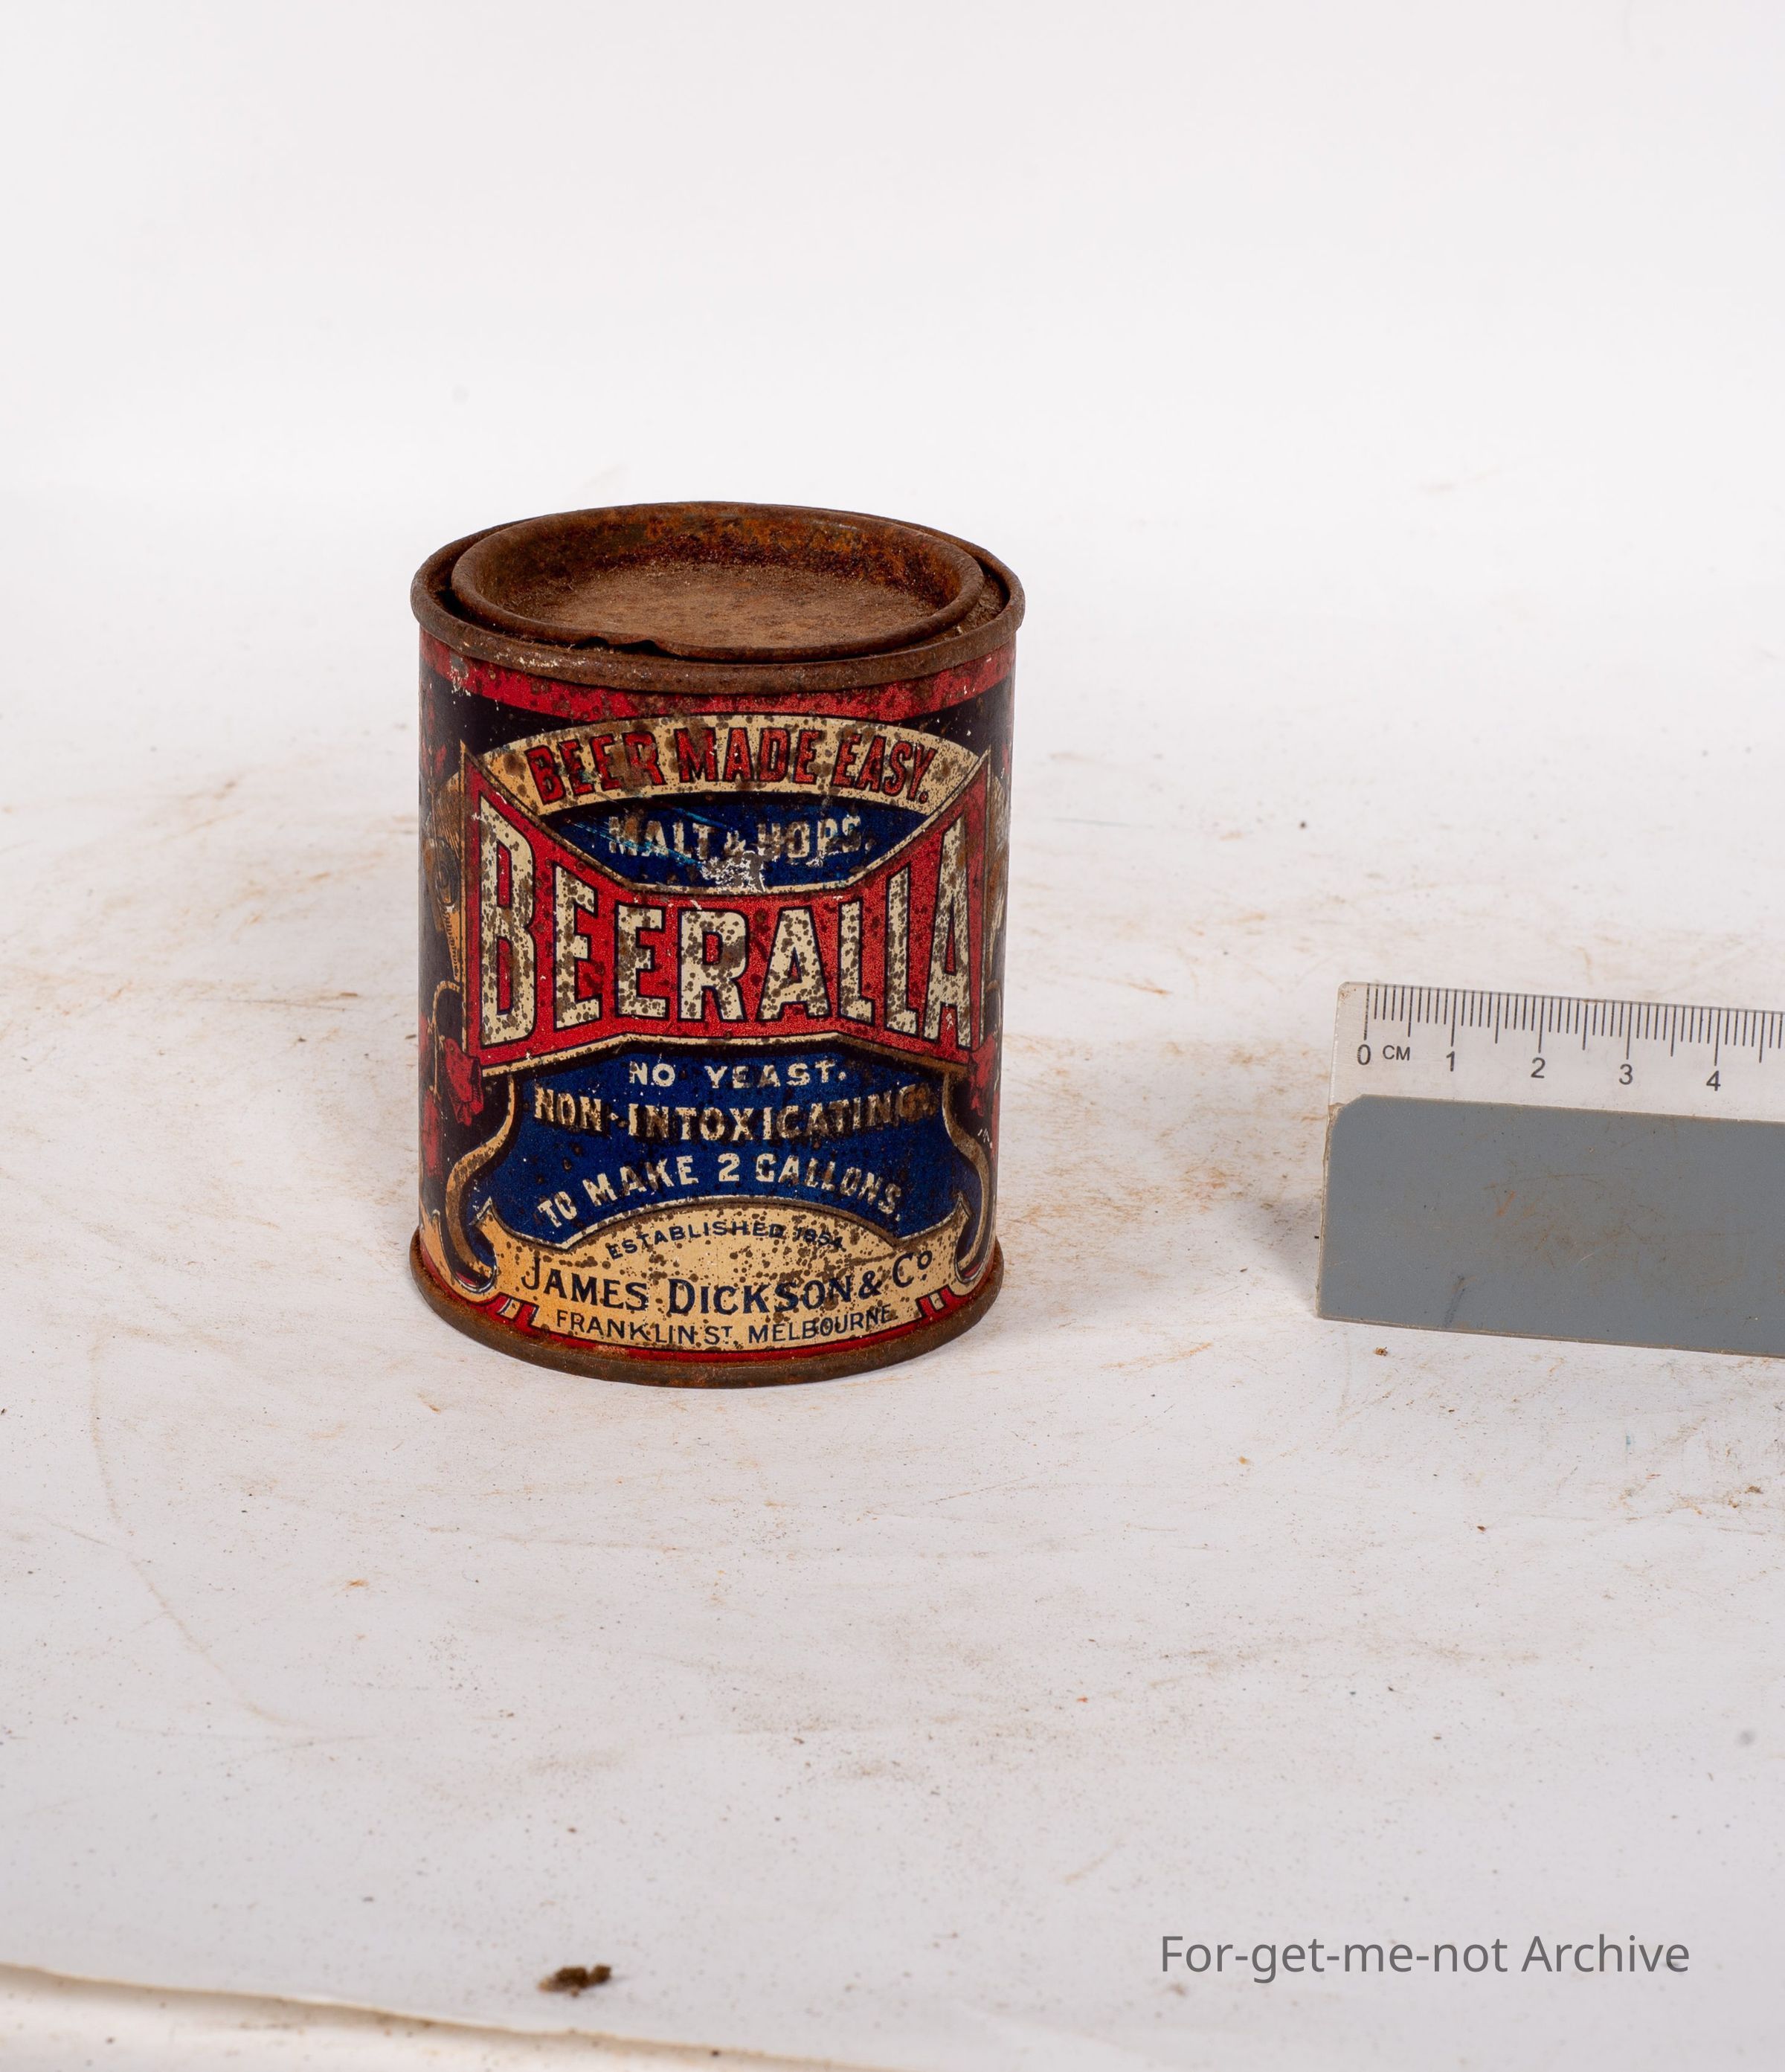 BEER MADE EASY.
MALT & HOPS.
BEERALLA
NO YEAST.
NON-INTOXICATING.
TO MAKE 2 GALLONS.
ESTABLISHED 1854
JAMES DICKSON & Co
FRANKLIN ST. MELBOURNE
0 CM 1 2 3 4
For-get-me-not Archive